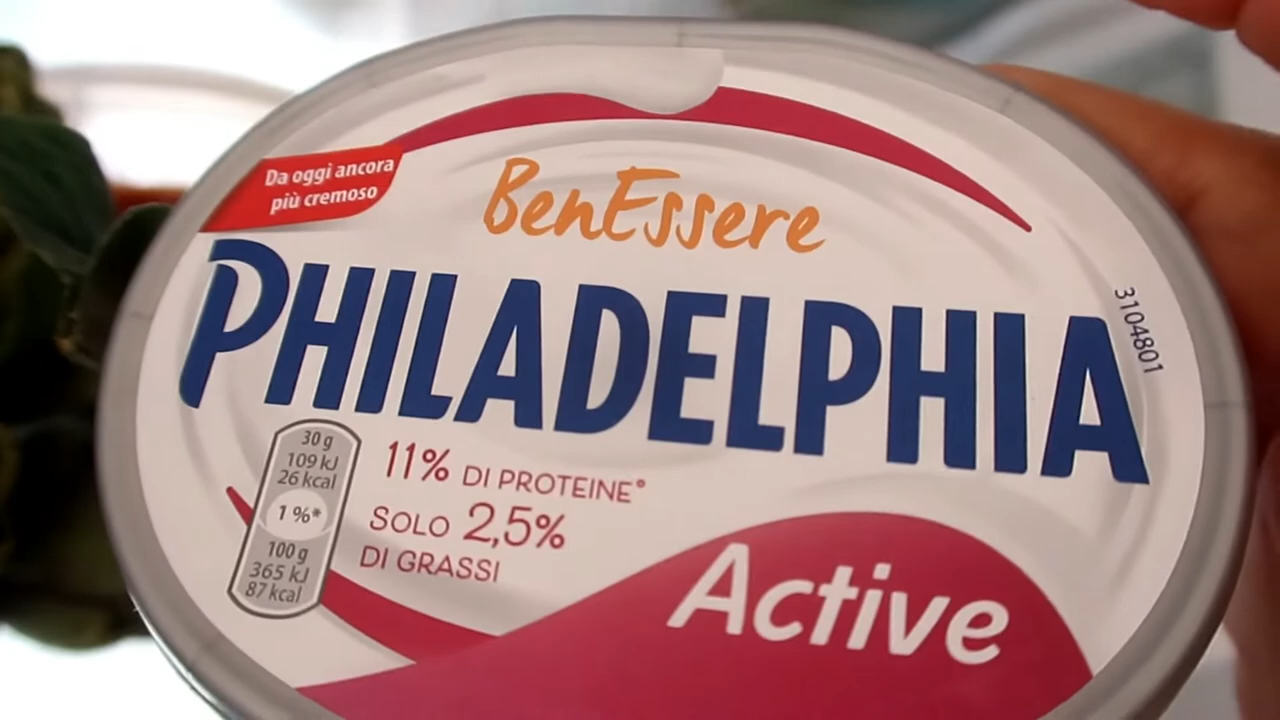 Da oggi ancora
più cremoso
BenEssere
PHILADELPHIA
3104801
30 g
109 kJ
26 kcal
1 %*
100 g
365 kJ
87 kcal
11% DI PROTEINE°
SOLO 2,5%
DI GRASSI
Active